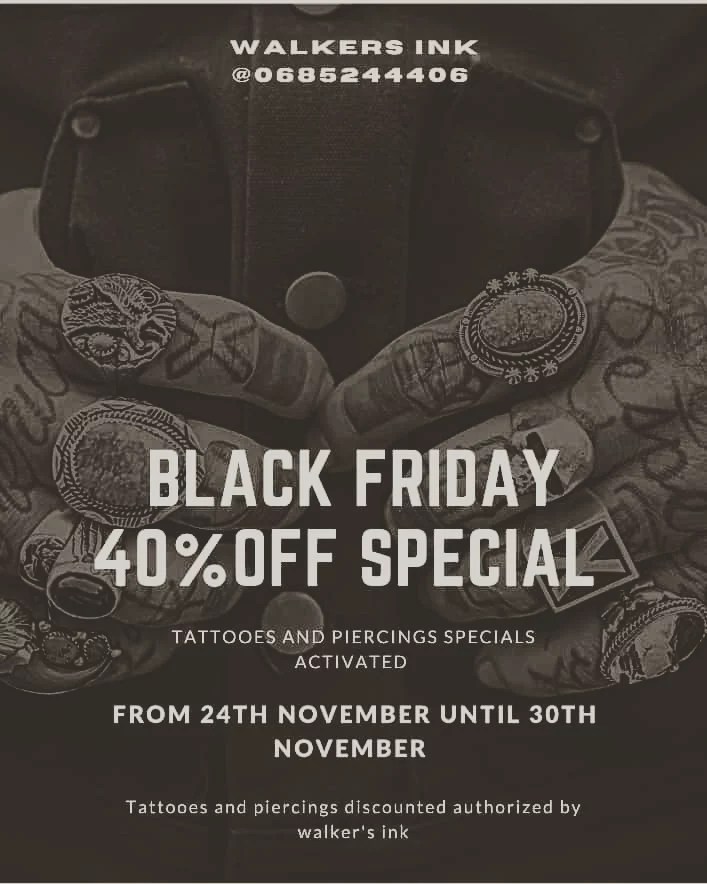 WALKERS INK
@0685244406
BLACK FRIDAY
40%OFF SPECIAL
TATTOOES AND PIERCINGS SPECIALS
ACTIVATED
FROM 24TH NOVEMBER UNTIL 30TH
NOVEMBER
Tattooes and piercings discounted authorized by
walker's ink